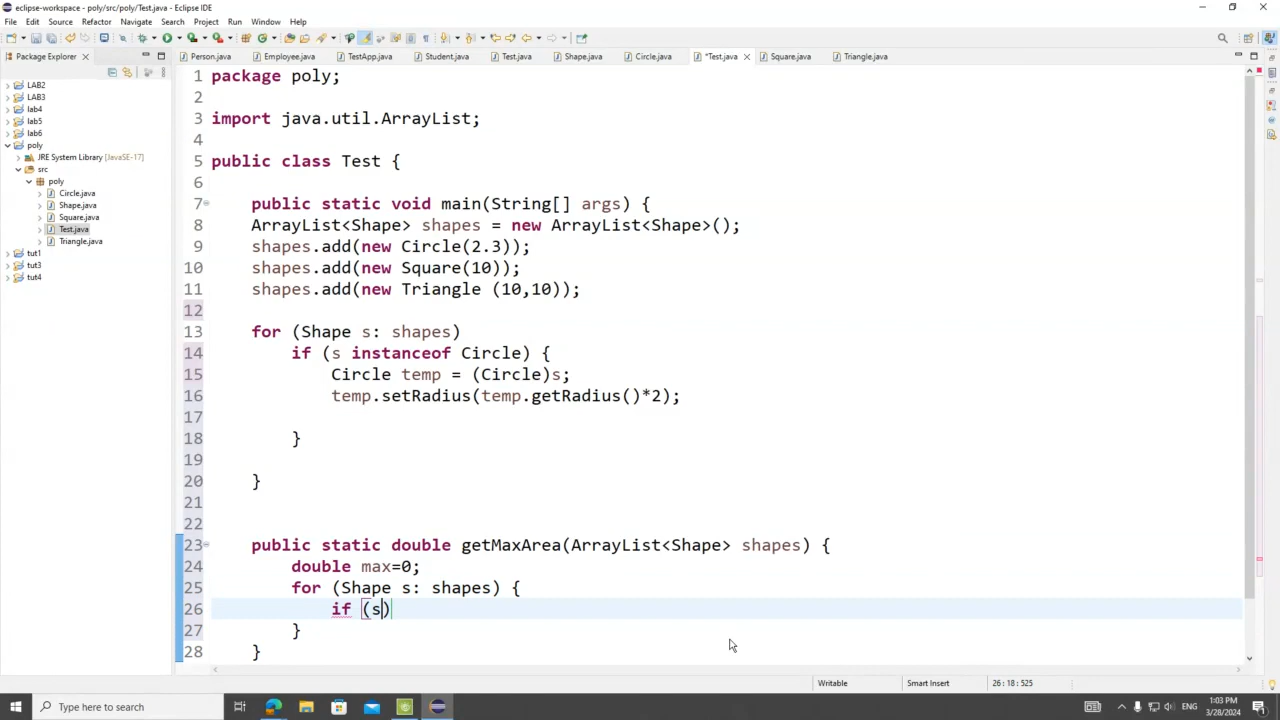 eclipse-workspace - poly/src/poly/Test.java - Eclipse IDE
File Edit Source Refactor Navigate Search Project Run Window Help
Package Explorer
Person.java Employee.java TestApp.java Student.java Test.java Shape.java Circle.java *Test.java Square.java Triangle.java
LAB2
LAB3
lab4
lab5
lab6
poly
JRE System Library [JavaSE-17]
src
poly
Circle.java
Shape.java
Square.java
Test.java
Triangle.java
tut1
tut3
tut4
1 package poly;
2
3 import java.util.ArrayList;
4
5 public class Test {
6
7 public static void main(String[] args) {
8 ArrayList<Shape> shapes = new ArrayList<Shape>();
9 shapes.add(new Circle(2.3));
10 shapes.add(new Square(10));
11 shapes.add(new Triangle (10,10));
12
13 for (Shape s: shapes)
14 if (s instanceof Circle) {
15 Circle temp = (Circle)s;
16 temp.setRadius(temp.getRadius()*2);
17
18 }
19
20 }
21
22
23 public static double getMaxArea(ArrayList<Shape> shapes) {
24 double max=0;
25 for (Shape s: shapes) {
26 if (s)
27 }
28 }
Writable Smart Insert 26 : 18 : 525
Type here to search
ENG
1:03 PM
3/28/2024